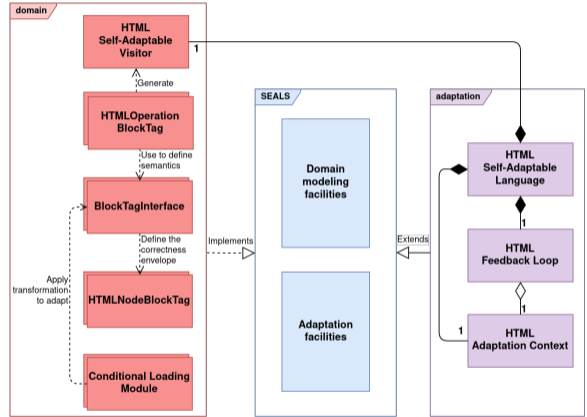 domain
HTML
Self-Adaptable
Visitor
1
Generate
HTMLOperation
BlockTag
Use to define
semantics
BlockTagInterface
Define the
correctness
envelope
Apply
transformation
to adapt
HTMLNodeBlockTag
Conditional Loading
Module
Implements
SEALS
Domain
modeling
facilities
Adaptation
facilities
Extends
adaptation
HTML
Self-Adaptable
Language
1
HTML
Feedback Loop
1
1
HTML
Adaptation Context